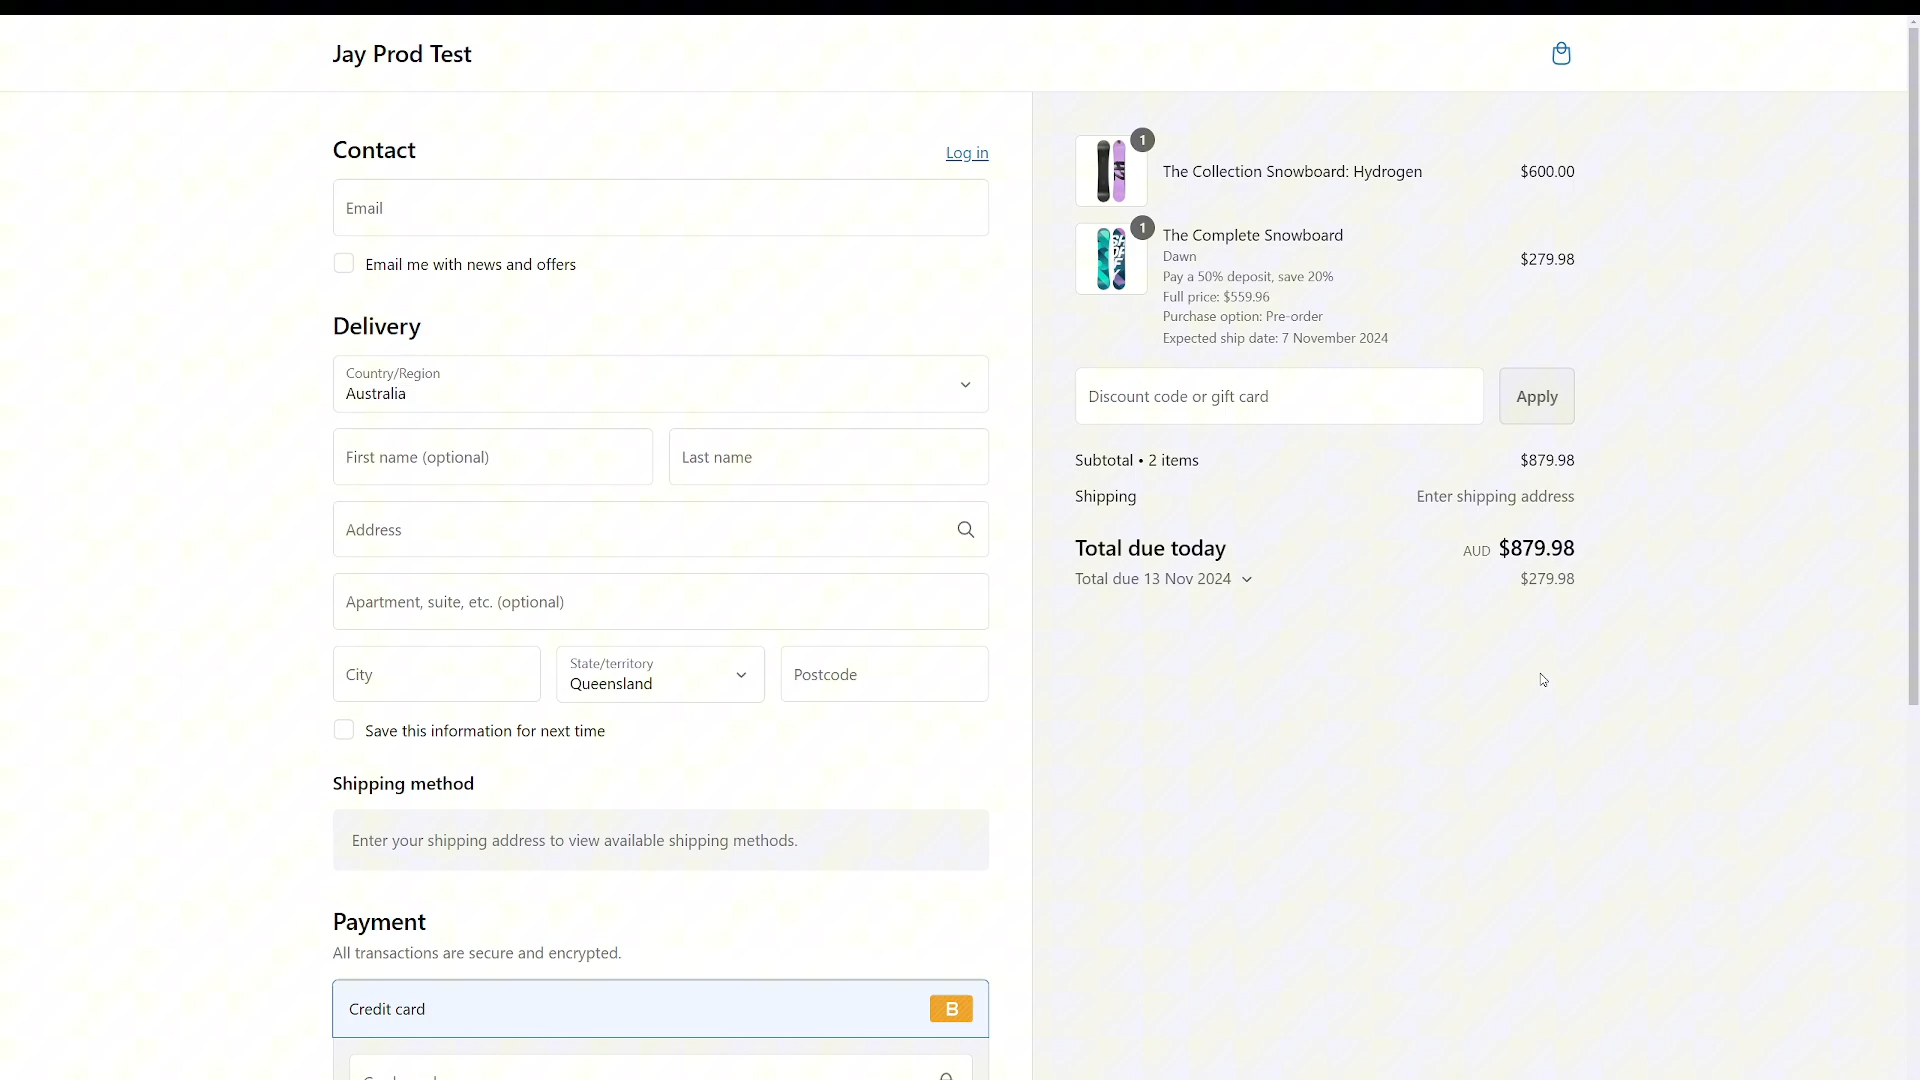 Jay Prod Test
Contact
Log in
Email
Email me with news and offers
Delivery
Country/Region
Australia
First name (optional)
Last name
Address
Apartment, suite, etc. (optional)
City
State/territory
Queensland
Postcode
Save this information for next time
Shipping method
Enter your shipping address to view available shipping methods.
Payment
All transactions are secure and encrypted.
Credit card
B
1
The Collection Snowboard: Hydrogen
$600.00
1
The Complete Snowboard
Dawn
Pay a 50% deposit, save 20%
Full price: $559.96
Purchase option: Pre-order
Expected ship date: 7 November 2024
$279.98
Discount code or gift card
Apply
Subtotal • 2 items
$879.98
Shipping
Enter shipping address
Total due today
AUD $879.98
Total due 13 Nov 2024
$279.98